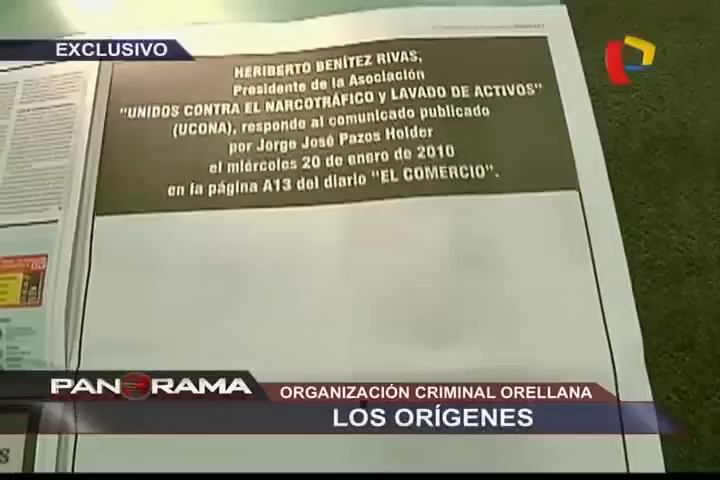 EXCLUSIVO
HERIBERTO BENÍTEZ RIVAS,
Presidente de la Asociación
"UNIDOS CONTRA EL NARCOTRÁFICO y LAVADO DE ACTIVOS"
(UCONA), responde al comunicado publicado
por Jorge José Pazos Holder
el miércoles 20 de enero de 2010
en la página A13 del diario "EL COMERCIO".
PANORAMA
ORGANIZACIÓN CRIMINAL ORELLANA
LOS ORÍGENES